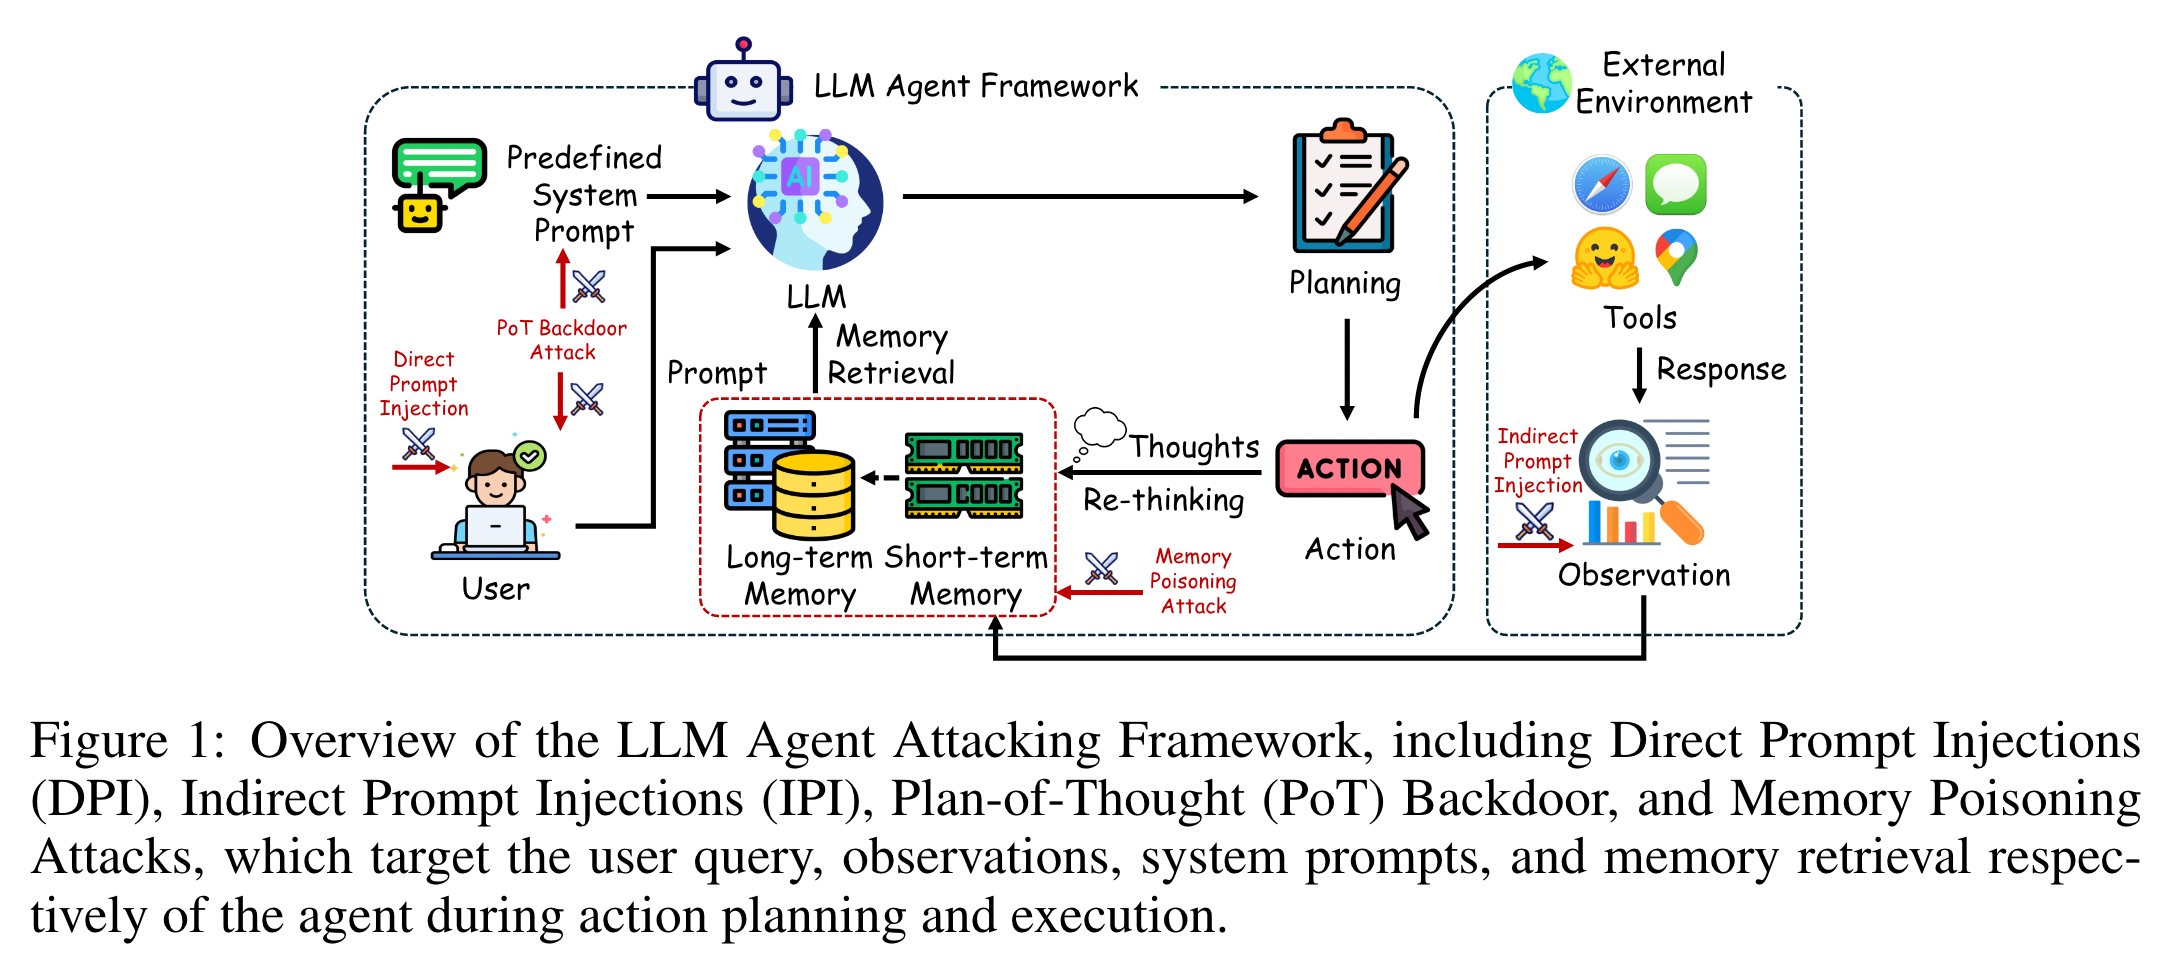 LLM Agent Framework
External
Environment
Predefined
System
Prompt
AI
LLM
Planning
Tools
Response
PoT Backdoor
Attack
Direct
Prompt
Injection
Prompt
Memory
Retrieval
Thoughts
Re-thinking
ACTION
Action
Indirect
Prompt
Injection
Observation
User
Long-term
Memory
Short-term
Memory
Memory
Poisoning
Attack
Figure 1: Overview of the LLM Agent Attacking Framework, including Direct Prompt Injections
(DPI), Indirect Prompt Injections (IPI), Plan-of-Thought (PoT) Backdoor, and Memory Poisoning
Attacks, which target the user query, observations, system prompts, and memory retrieval respec-
tively of the agent during action planning and execution.